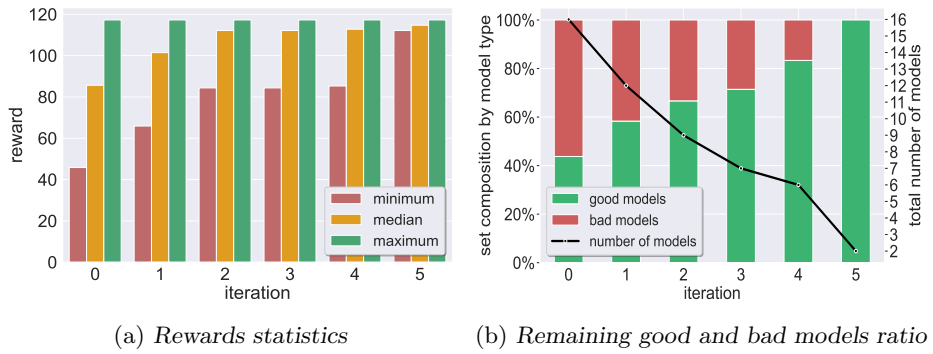 120
100
80
60
40
20
0
reward
minimum
median
maximum
0 1 2 3 4 5
iteration
(a) Rewards statistics
100%
80%
60%
40%
20%
0%
set composition by model type
good models
bad models
number of models
16
15
14
13
12
11
10
9
8
7
6
5
4
3
2
total number of models
0 1 2 3 4 5
iteration
(b) Remaining good and bad models ratio